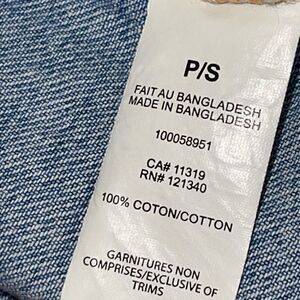 P/S
FAIT AU BANGLADESH
MADE IN BANGLADESH
100058951
CA# 11319
RN# 121340
100% COTON/COTTON
GARNITURES NON
COMPRISES/EXCLUSIVE OF
TRIMS